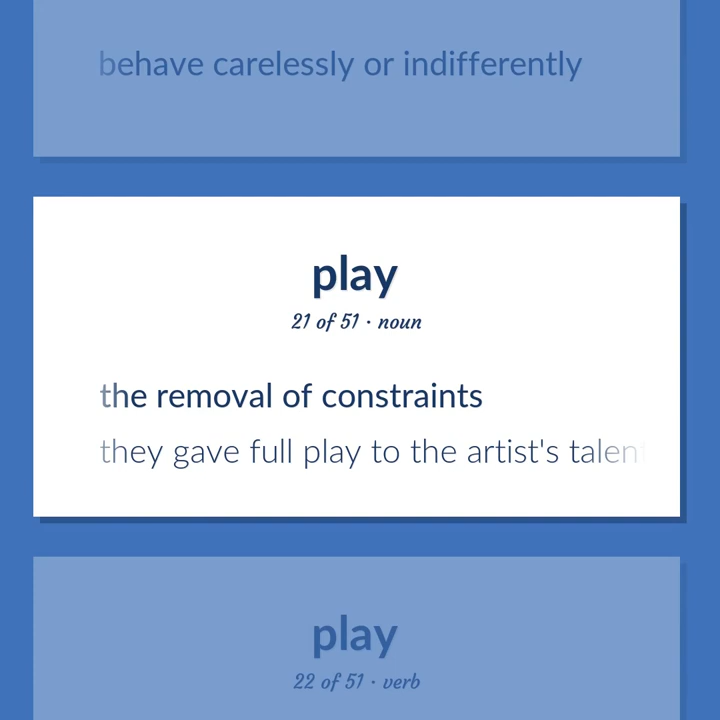 behave carelessly or indifferently
play
21 of 51 · noun
the removal of constraints
they gave full play to the artist's talent
play
22 of 51 · verb